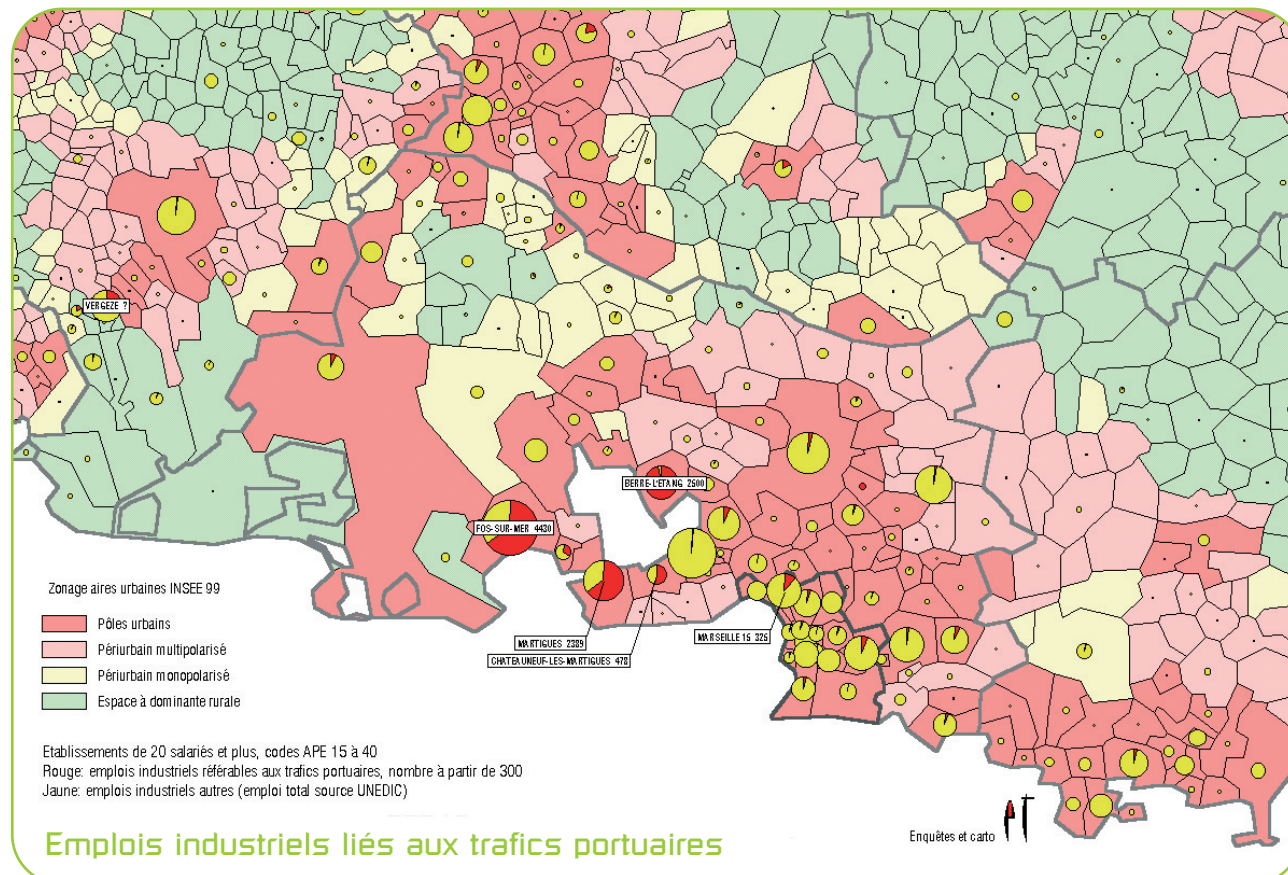 VERGEZE ?
BERRE-L'ETANG 2500
FOS-SUR-MER 4430
MARTIGUES 2389
CHATEAUNEUF-LES-MARTIGUES 478
MARSEILLE 15 325
Zonage aires urbaines INSEE 99
Pôles urbains
Périurbain multipolarisé
Périurbain monopolarisé
Espace à dominante rurale
Etablissements de 20 salariés et plus, codes APE 15 à 40
Rouge: emplois industriels référables aux trafics portuaires, nombre à partir de 300
Jaune: emplois industriels autres (emploi total source UNEDIC)
Enquêtes et carto
Emplois industriels liés aux trafics portuaires